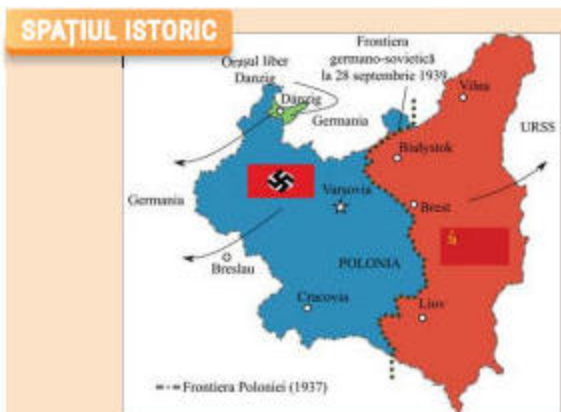 SPAȚIUL ISTORIC
Orașul liber
Danzig
Frontiera
germano-sovietică
la 28 septembrie 1939
Danzig
Germania
Vilna
URSS
Bialystok
Germania
Varșovia
Brest
Breslau
POLONIA
Cracovia
Liov
Frontiera Poloniei (1937)